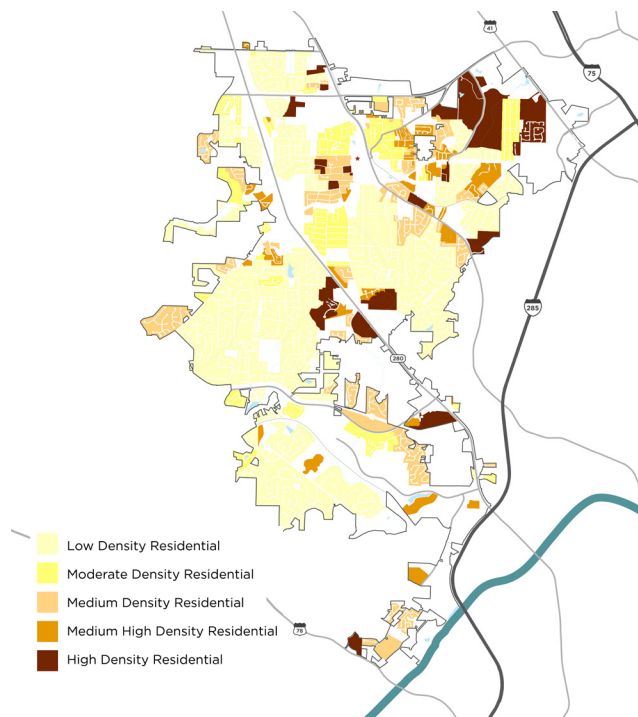 41
75
285
280
Low Density Residential
Moderate Density Residential
Medium Density Residential
Medium High Density Residential
78
High Density Residential